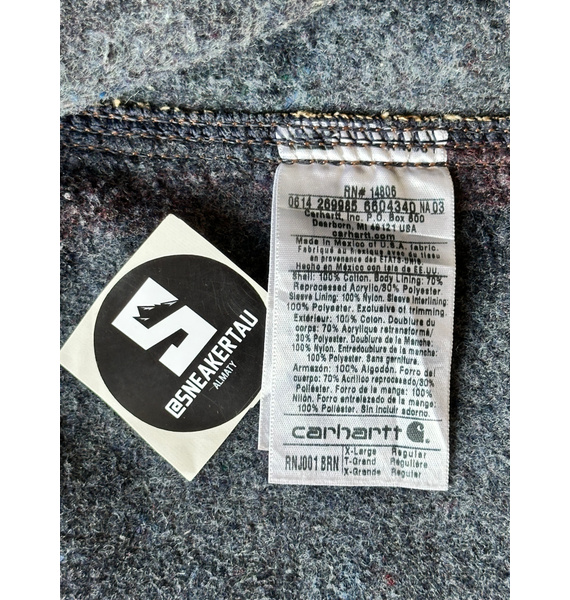 RN# 14806
0614 269985 6604340 NA D3
Carhartt, Inc. P.O. Box 600
Dearborn, MI 48121 USA
carhartt.com
Made in Mexico of U.S.A. fabric.
Fabriqué au Mexique avec du tissu
en provenance des ÉTATS-UNIS
Hecho en México con tela de EE.UU.
Shell: 100% Cotton. Body Lining: 70%
Reprocessed Acrylic/30% Polyester
Sleeve Lining: 100% Nylon. Sleeve Interlining:
100% Polyester. Exclusive of trimming.
Extérieur: 100% Coton. Doublure du
corps: 70% Acrylique retransformé/
30% Polyester. Doublure de la Manche:
100% Nylon. Entredoublure de la manche:
100% Polyester. Sans garniture.
Armazón: 100% Algodón. Forro del
cuerpo: 70% Acrílico reprocesado/30%
Poliéster. Forro de la manga: 100%
Nilón. Forro entretelado de la manga:
100% Poliéster. Sin incluir adorno.
carhartt
RNJ001 BRN
X-Large Regular
T-Grand Régulière
X-Grande Regular
S
@SNEAKERTAU
ALMATY